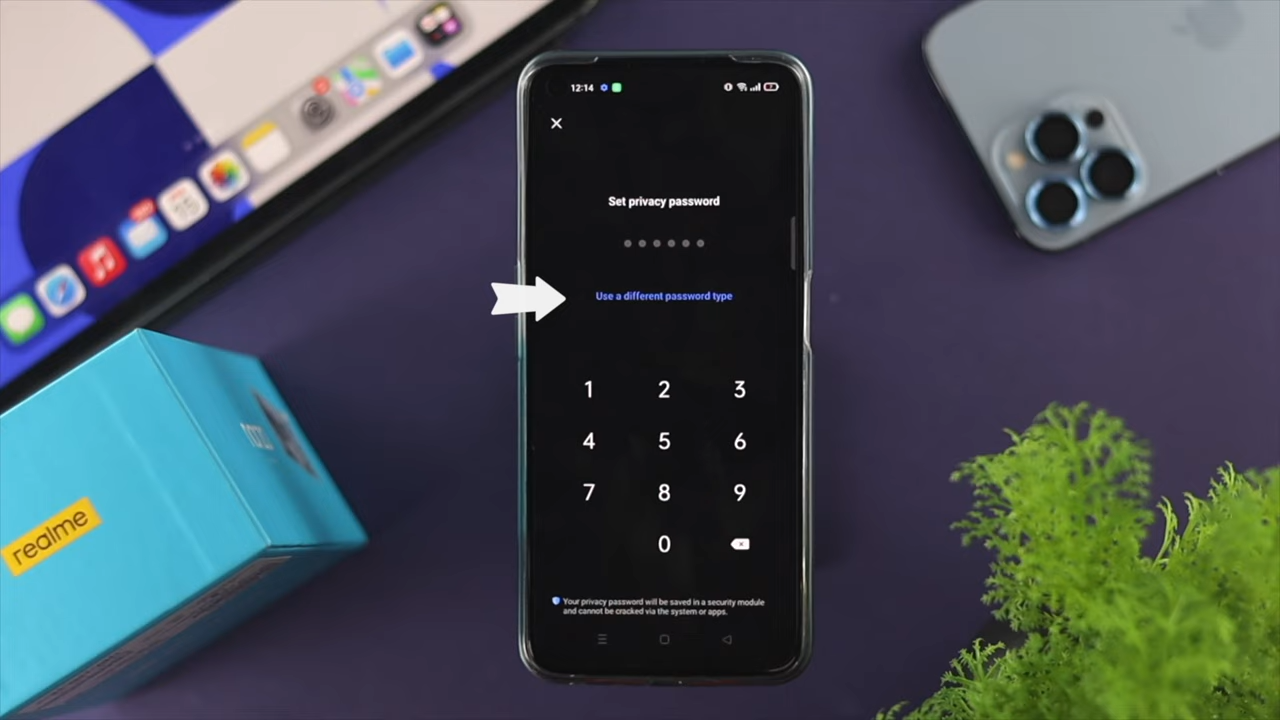 12:14
Set privacy password
Use a different password type
1 2 3
4 5 6
7 8 9
0
Your privacy password will be saved in a security module
and cannot be cracked via the system or apps.
realme